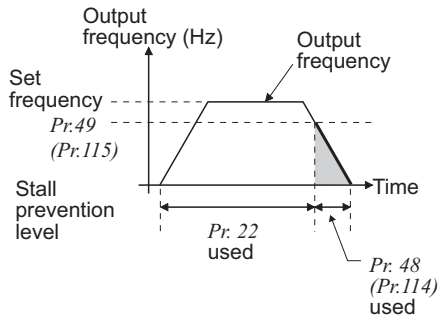 Output
frequency (Hz)
Output
frequency
Set
frequency
Pr.49
(Pr.115)
Stall
prevention
level
Time
Pr. 22
used
Pr. 48
(Pr.114)
used